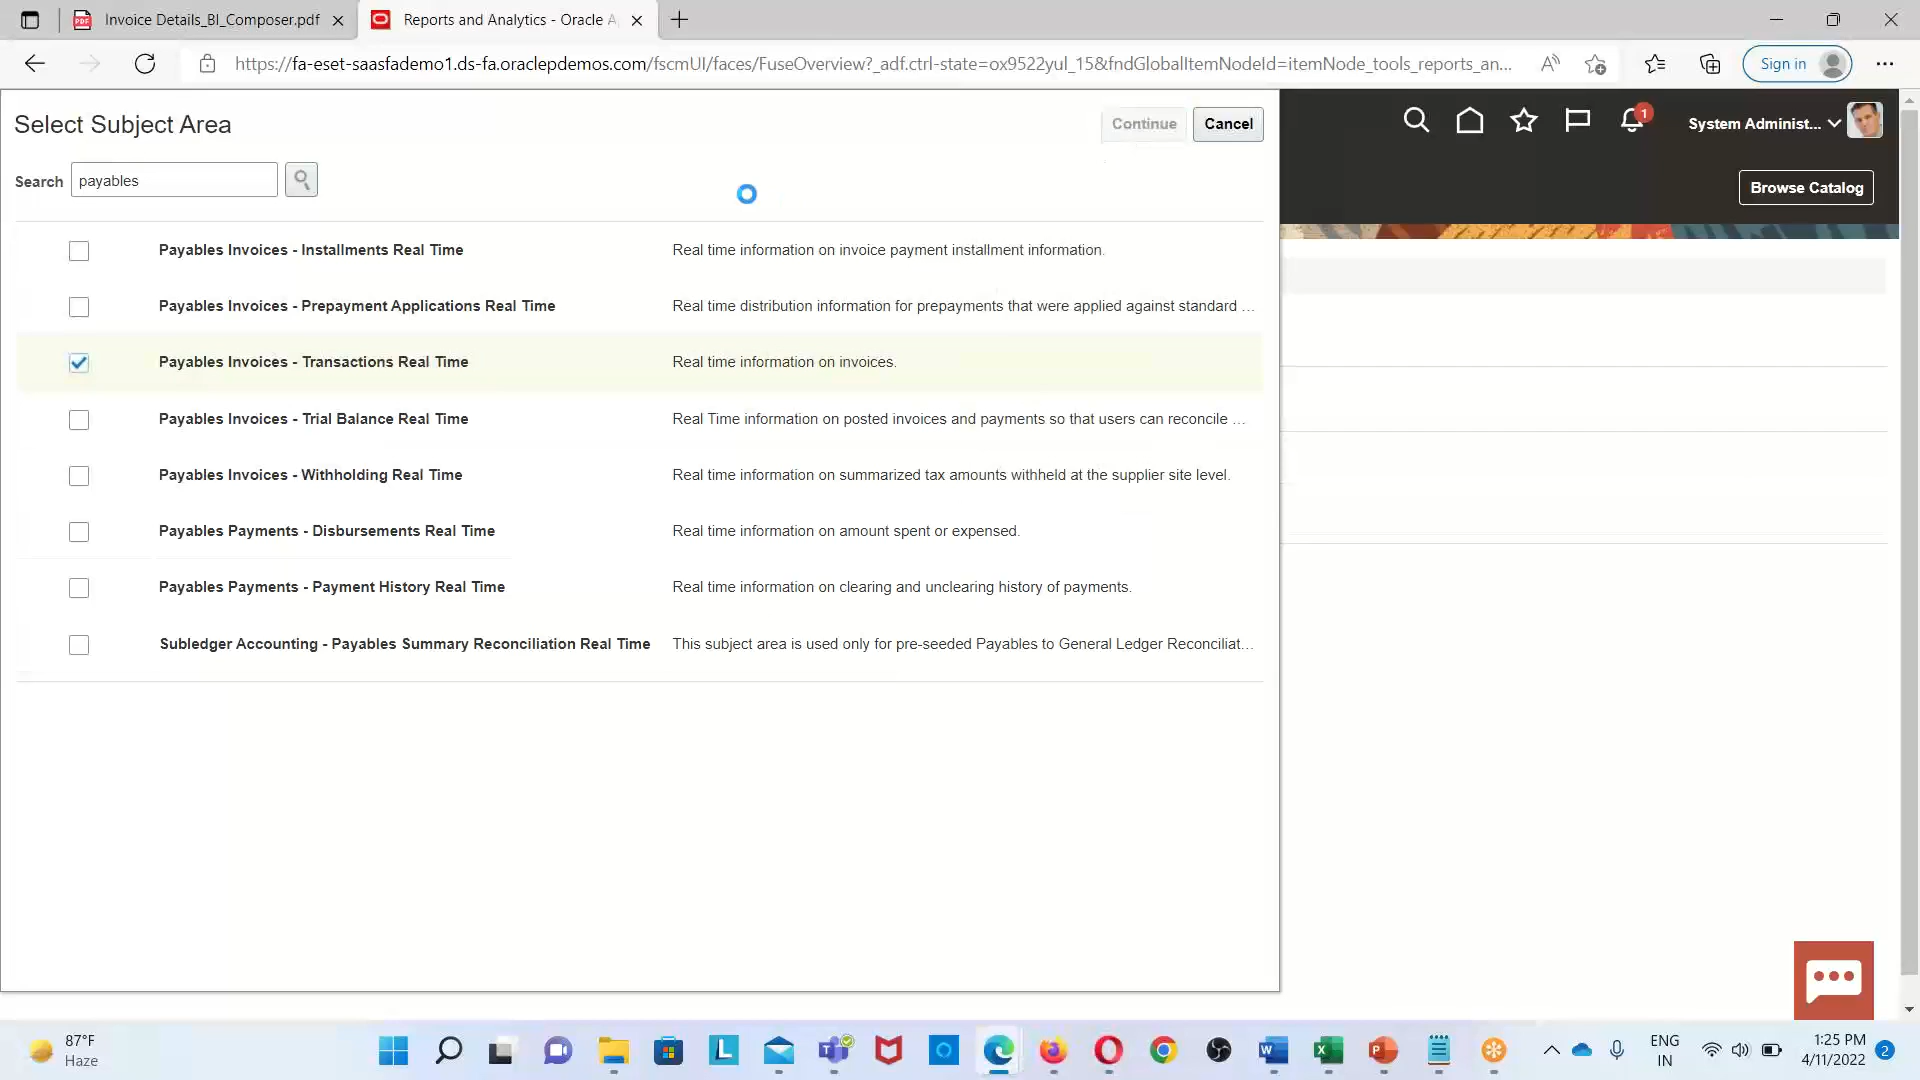 Invoice Details_BI_Composer.pdf
Reports and Analytics - Oracle A
https://fa-eset-saasfademo1.ds-fa.oraclepdemos.com/fscmUI/faces/FuseOverview?_adf.ctrl-state=ox9522yul_15&fndGlobalItemNodeId=itemNode_tools_reports_an...
Sign in
Select Subject Area
Continue
Cancel
1
System Administ...
Search
payables
Browse Catalog
Payables Invoices - Installments Real Time
Real time information on invoice payment installment information.
Payables Invoices - Prepayment Applications Real Time
Real time distribution information for prepayments that were applied against standard ...
Payables Invoices - Transactions Real Time
Real time information on invoices.
Payables Invoices - Trial Balance Real Time
Real Time information on posted invoices and payments so that users can reconcile ...
Payables Invoices - Withholding Real Time
Real time information on summarized tax amounts withheld at the supplier site level.
Payables Payments - Disbursements Real Time
Real time information on amount spent or expensed.
Payables Payments - Payment History Real Time
Real time information on clearing and unclearing history of payments.
Subledger Accounting - Payables Summary Reconciliation Real Time
This subject area is used only for pre-seeded Payables to General Ledger Reconciliat...
87°F
Haze
ENG
IN
1:25 PM
4/11/2022
2